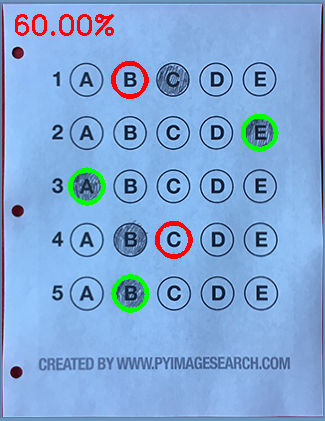 60.00%
1 A B C D E
2 A B C D E
3 A B C D E
4 A B C D E
5 A B C D E
CREATED BY WWW.PYIMAGESEARCH.COM